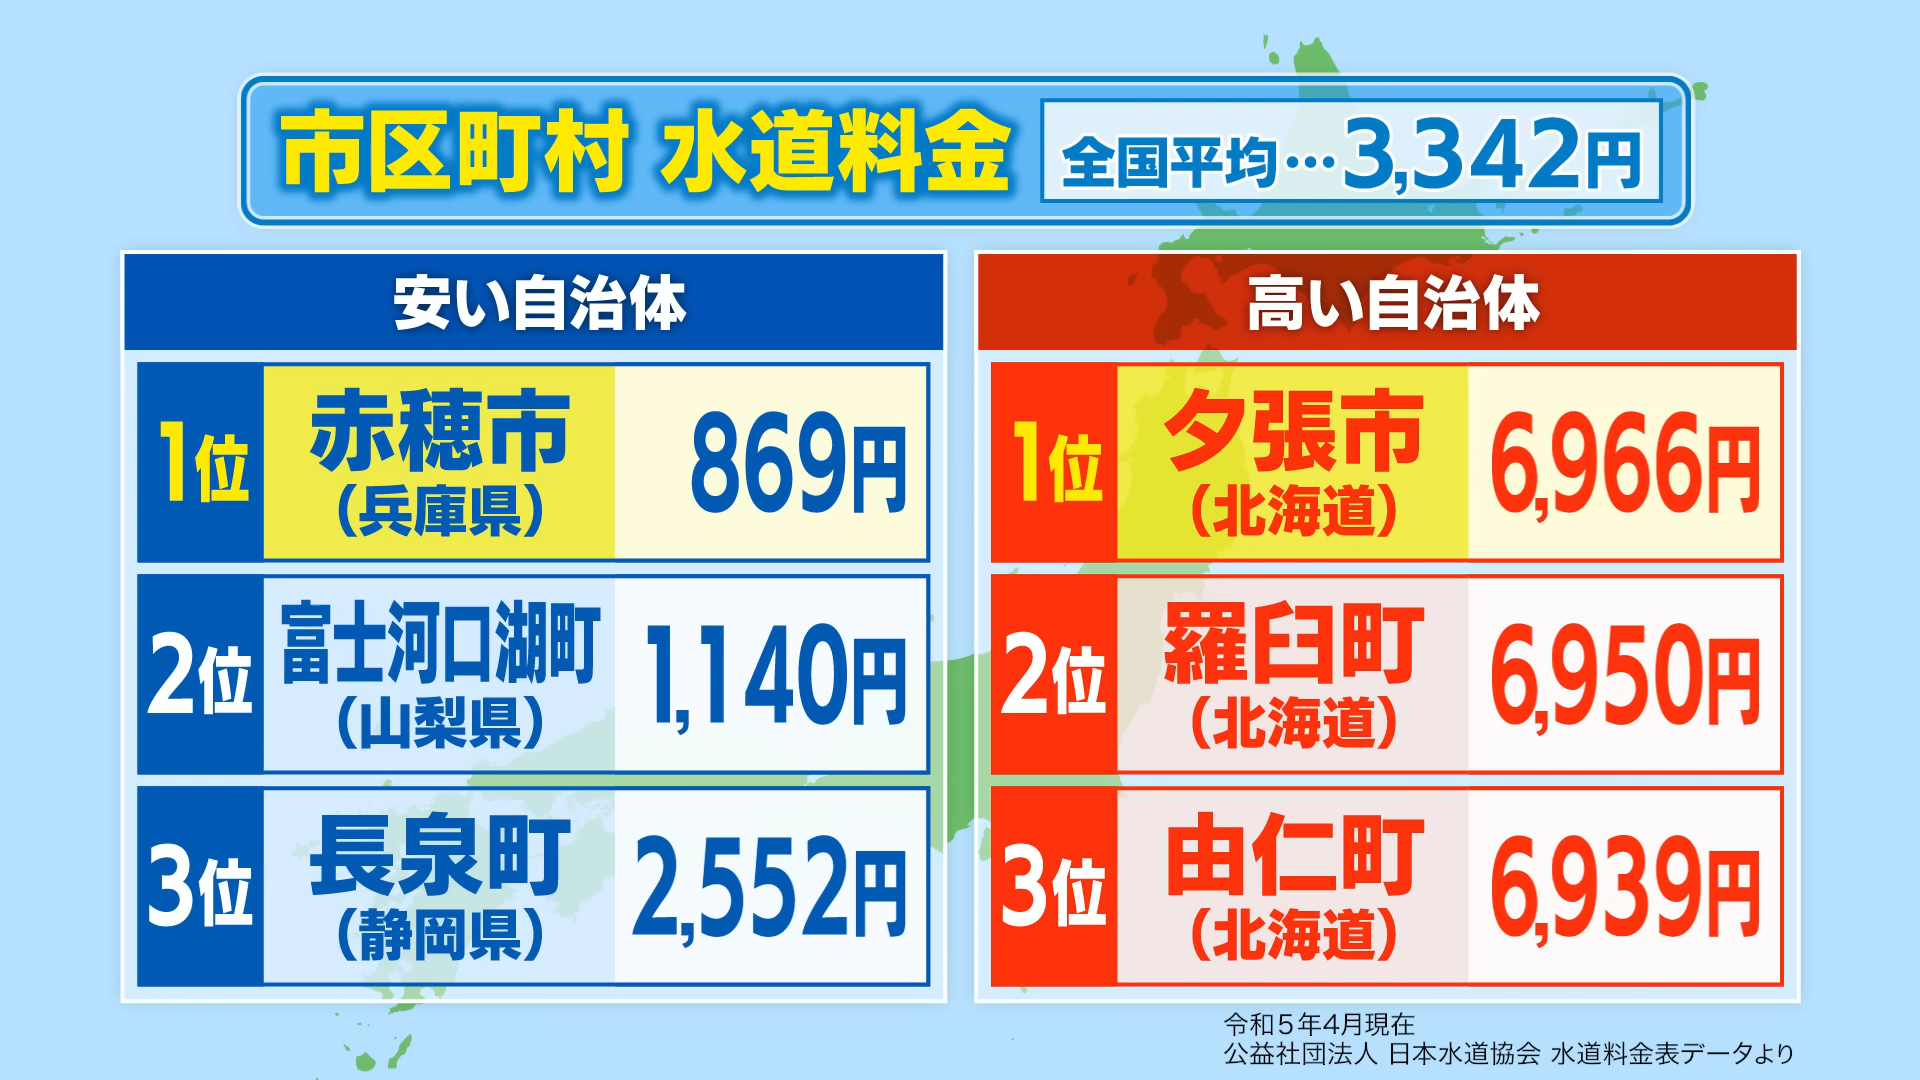 市区町村 水道料金
全国平均…3,342円
安い自治体
1位 赤穂市 869円
（兵庫県）
2位 富士河口湖町 1,140円
（山梨県）
3位 長泉町 2,552円
（静岡県）
高い自治体
1位 夕張市 6,966円
（北海道）
2位 羅臼町 6,950円
（北海道）
3位 由仁町 6,939円
（北海道）
令和5年4月現在
公益社団法人 日本水道協会 水道料金表データより